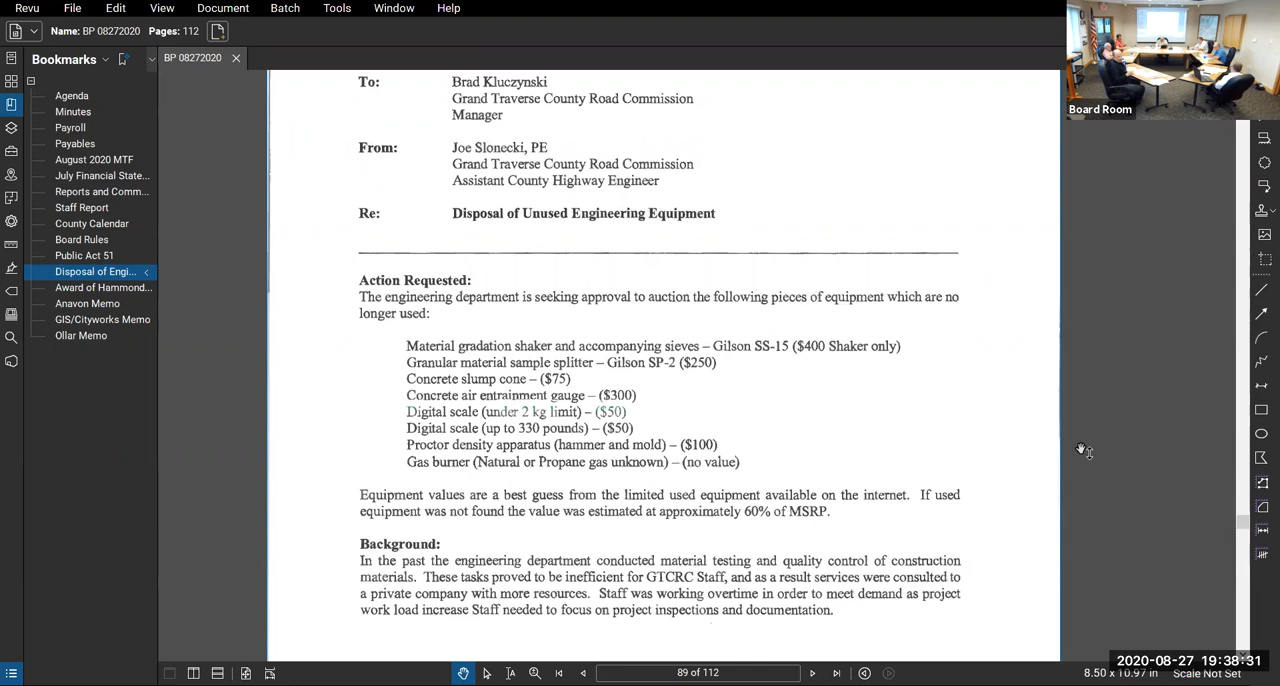 Revu File Edit View Document Batch Tools Window Help
Name: BP 08272020 Pages: 112
Bookmarks
BP 08272020
Agenda
Minutes
Payroll
Payables
August 2020 MTF
July Financial State...
Reports and Comm...
Staff Report
County Calendar
Board Rules
Public Act 51
Disposal of Engi...
Award of Hammond...
Anavon Memo
GIS/Cityworks Memo
Ollar Memo
To: Brad Kluczynski
Grand Traverse County Road Commission
Manager
From: Joe Slonecki, PE
Grand Traverse County Road Commission
Assistant County Highway Engineer
Re: Disposal of Unused Engineering Equipment
Action Requested:
The engineering department is seeking approval to auction the following pieces of equipment which are no
longer used:
Material gradation shaker and accompanying sieves – Gilson SS-15 ($400 Shaker only)
Granular material sample splitter – Gilson SP-2 ($250)
Concrete slump cone – ($75)
Concrete air entrainment gauge – ($300)
Digital scale (under 2 kg limit) – ($50)
Digital scale (up to 330 pounds) – ($50)
Proctor density apparatus (hammer and mold) – ($100)
Gas burner (Natural or Propane gas unknown) – (no value)
Equipment values are a best guess from the limited used equipment available on the internet. If used
equipment was not found the value was estimated at approximately 60% of MSRP.
Background:
In the past the engineering department conducted material testing and quality control of construction
materials. These tasks proved to be inefficient for GTCRC Staff, and as a result services were consulted to
a private company with more resources. Staff was working overtime in order to meet demand as project
work load increase Staff needed to focus on project inspections and documentation.
Board Room
89 of 112
2020-08-27 19:38:31
8.50 x 10.97 in Scale Not Set